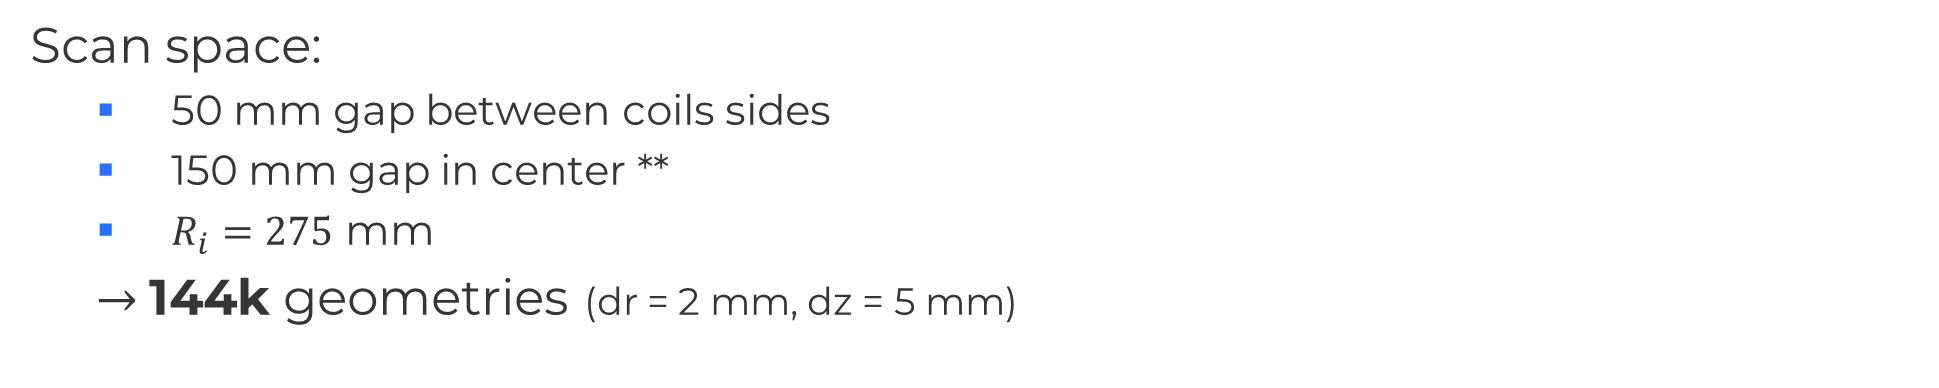 Scan space:
▪ 50 mm gap between coils sides
▪ 150 mm gap in center **
▪ $R_i = 275$ mm
→ 144k geometries (dr = 2 mm, dz = 5 mm)